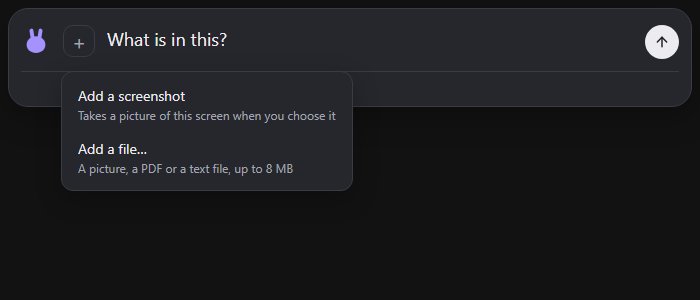 What is in this?
Add a screenshot
Takes a picture of this screen when you choose it
Add a file...
A picture, a PDF or a text file, up to 8 MB